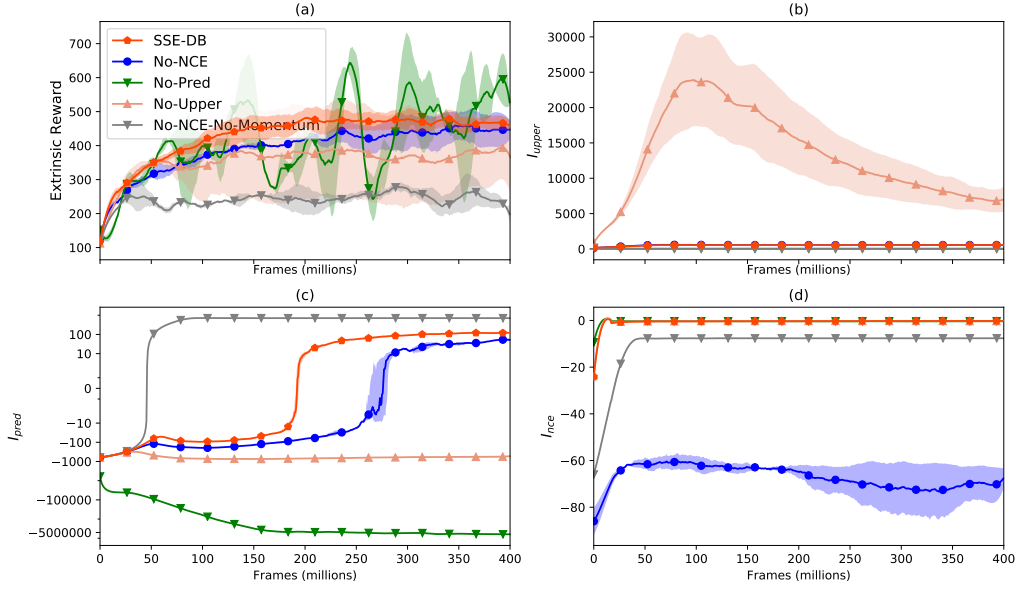 (a)
700
600
500
400
300
200
100
Extrinsic Reward
SSE-DB
No-NCE
No-Pred
No-Upper
No-NCE-No-Momentum
Frames (millions)
(b)
30000
25000
20000
15000
10000
5000
0
I_upper
Frames (millions)
(c)
100
10
0
−10
−100
−1000
−100000
−5000000
I_pred
0 50 100 150 200 250 300 350 400
Frames (millions)
(d)
0
−20
−40
−60
−80
I_nce
0 50 100 150 200 250 300 350 400
Frames (millions)